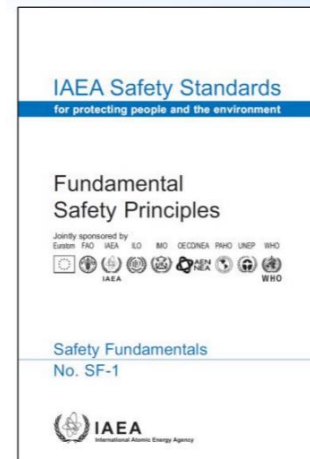 IAEA Safety Standards
for protecting people and the environment
Fundamental
Safety Principles
Jointly sponsored by
Euratom FAO IAEA ILO IMO OECD/NEA PAHO UNEP WHO
IAEA
AEN
NEA
WHO
Safety Fundamentals
No. SF-1
IAEA
International Atomic Energy Agency